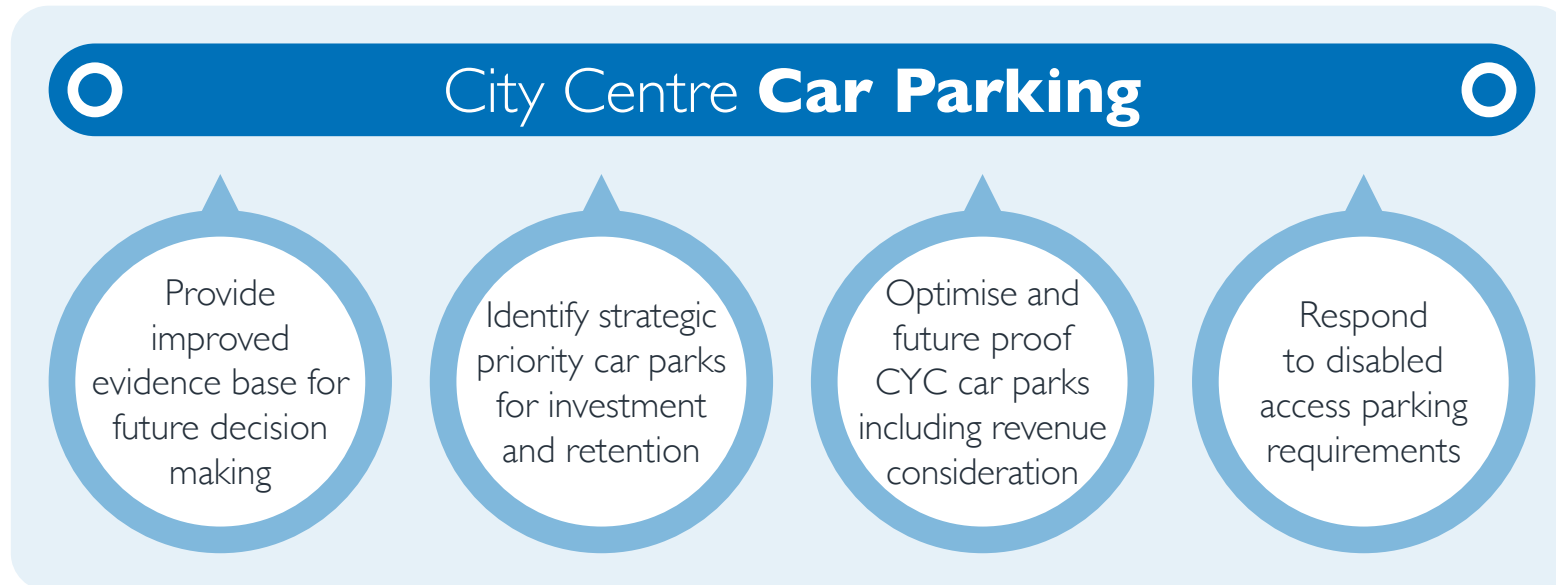 City Centre Car Parking
Provide
improved
evidence base for
future decision
making
Identify strategic
priority car parks
for investment
and retention
Optimise and
future proof
CYC car parks
including revenue
consideration
Respond
to disabled
access parking
requirements